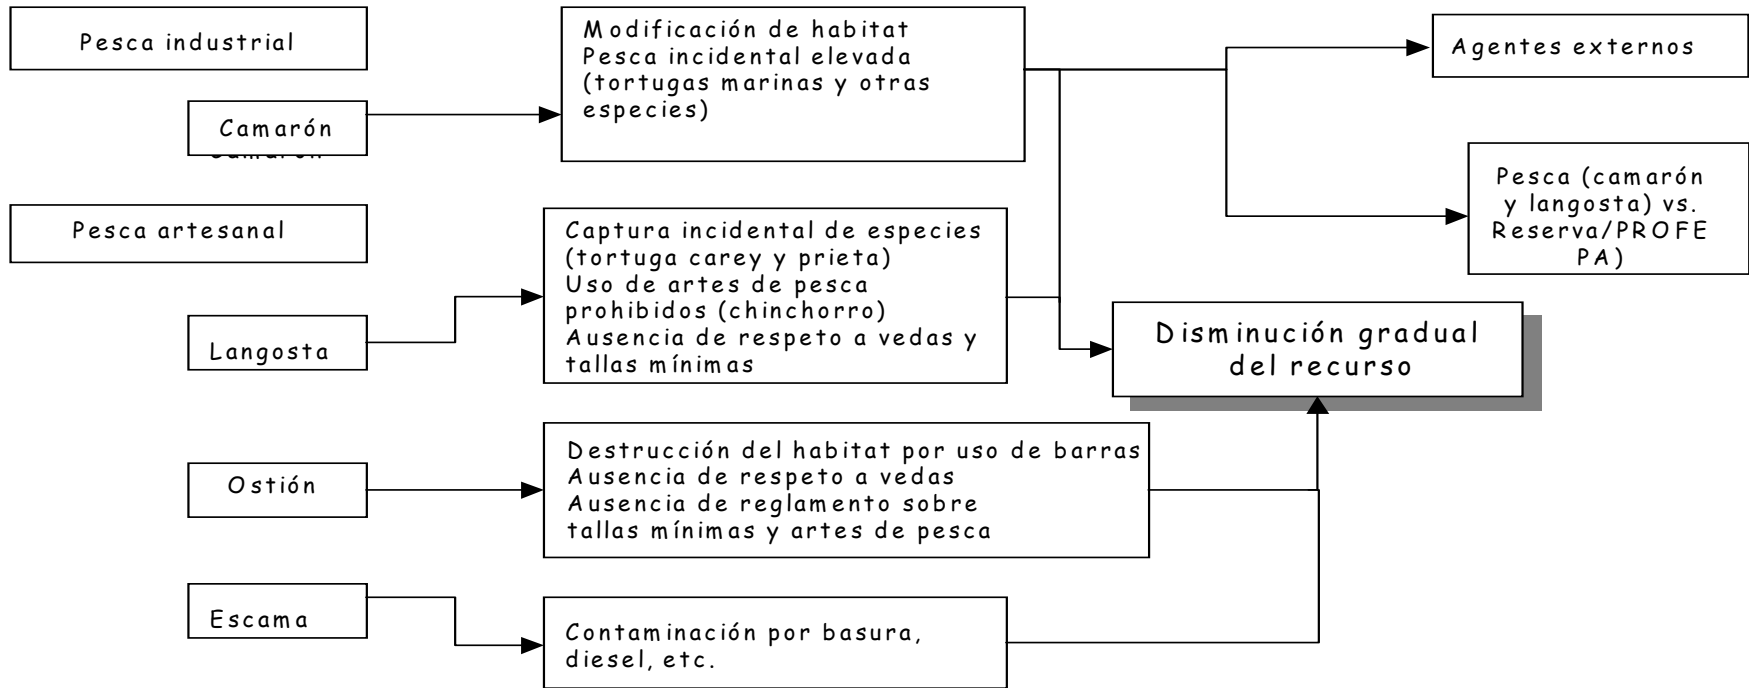 Pesca industrial
Camarón
Pesca artesanal
Langosta
Ostión
Escama
Modificación de habitat
Pesca incidental elevada
(tortugas marinas y otras
especies)
Captura incidental de especies
(tortuga carey y prieta)
Uso de artes de pesca
prohibidos (chinchorro)
Ausencia de respeto a vedas y
tallas mínimas
Destrucción del habitat por uso de barras
Ausencia de respeto a vedas
Ausencia de reglamento sobre
tallas mínimas y artes de pesca
Contaminación por basura,
diesel, etc.
Agentes externos
Pesca (camarón
y langosta) vs.
Reserva/PROFE
PA)
Disminución gradual
del recurso